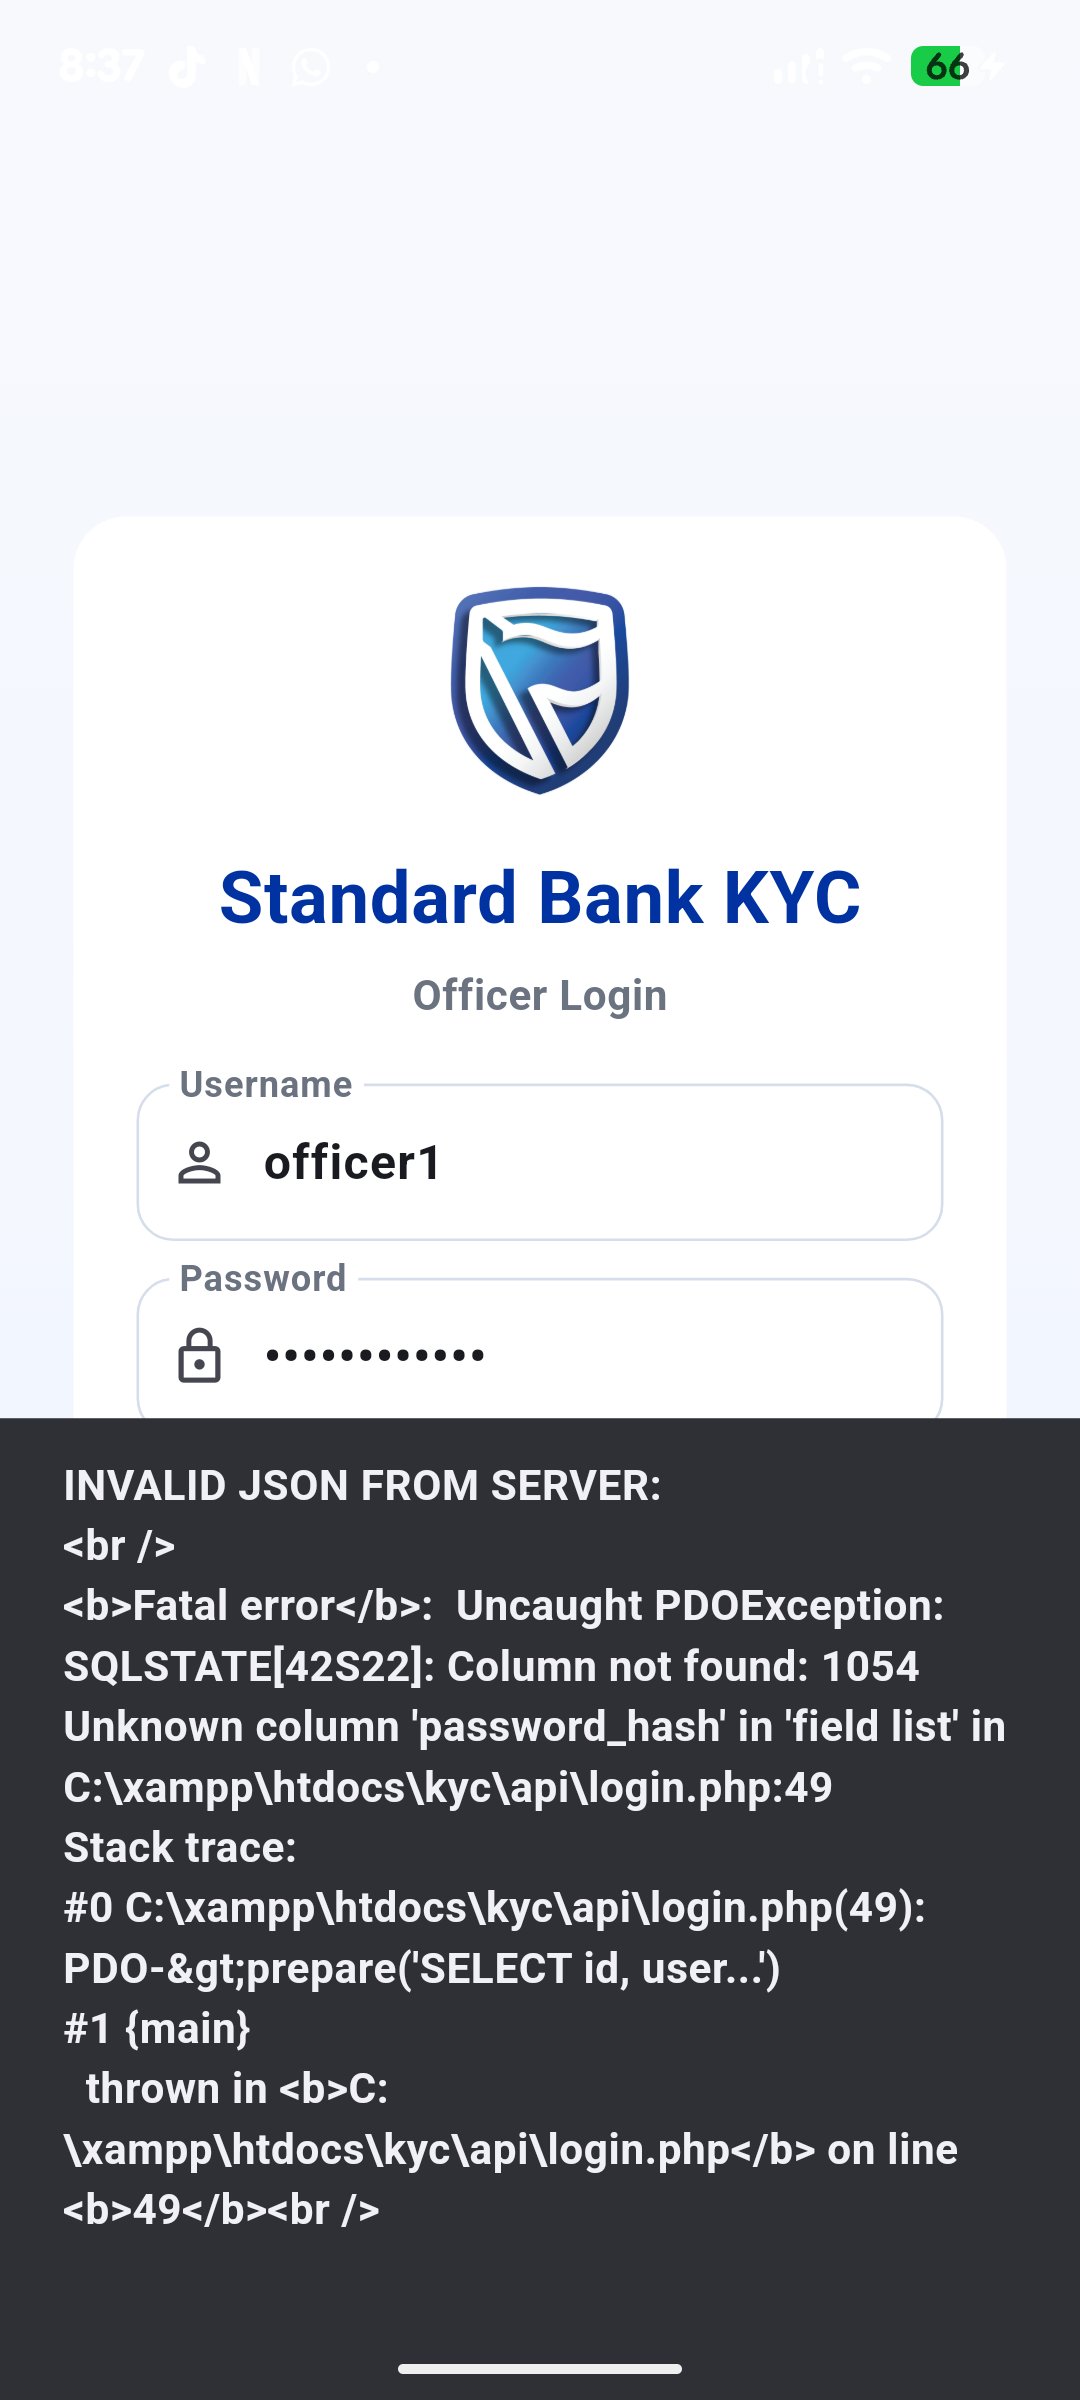 8:37
66
Standard Bank KYC
Officer Login
Username
officer1
Password
••••••••••••
INVALID JSON FROM SERVER:
<br />
<b>Fatal error</b>:  Uncaught PDOException:
SQLSTATE[42S22]: Column not found: 1054
Unknown column 'password_hash' in 'field list' in
C:\xampp\htdocs\kyc\api\login.php:49
Stack trace:
#0 C:\xampp\htdocs\kyc\api\login.php(49):
PDO-&gt;prepare('SELECT id, user...')
#1 {main}
  thrown in <b>C:
\xampp\htdocs\kyc\api\login.php</b> on line
<b>49</b><br />